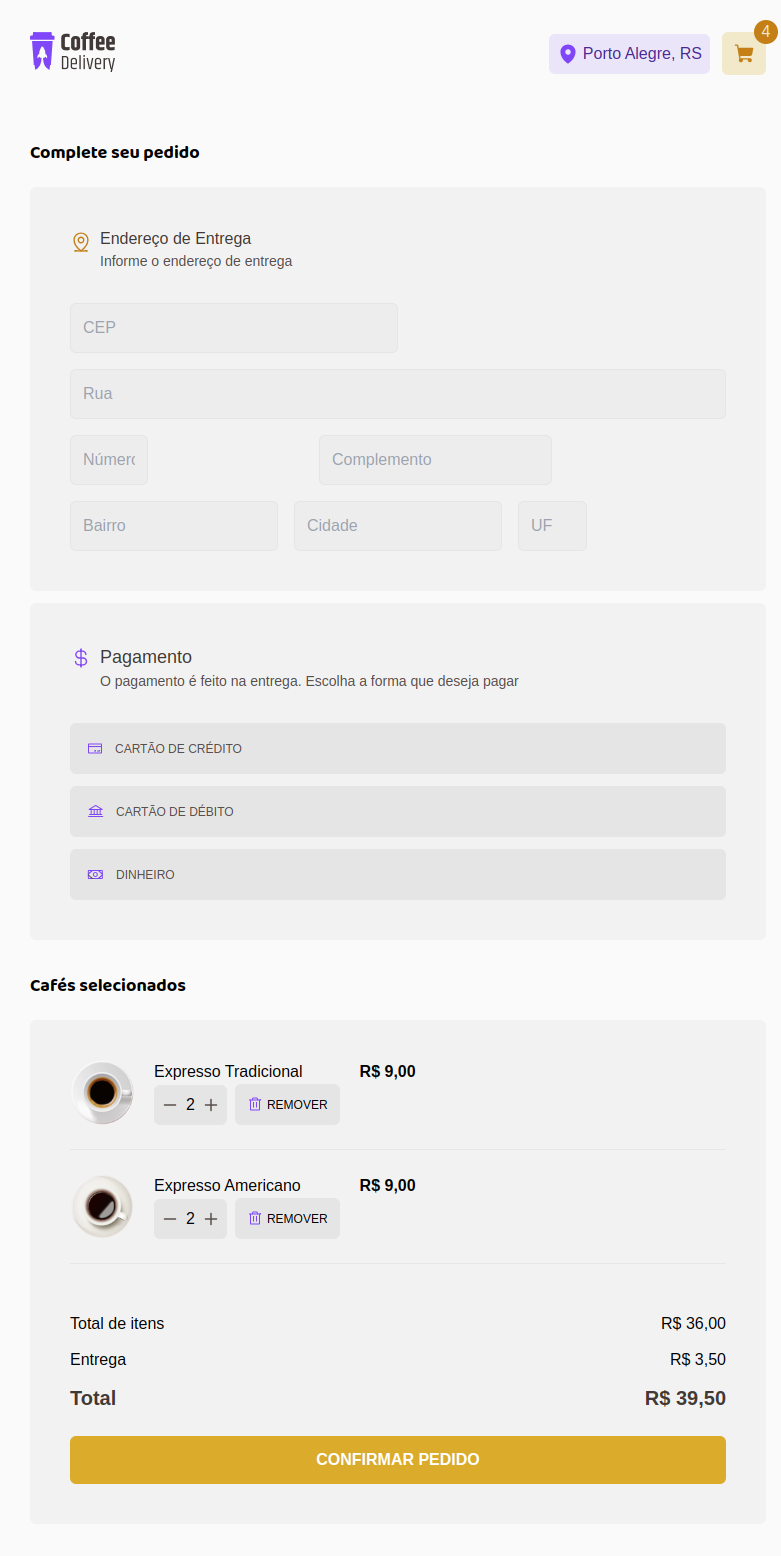 Coffee
Delivery
Porto Alegre, RS
4
Complete seu pedido
Endereço de Entrega
Informe o endereço de entrega
CEP
Rua
Número
Complemento
Bairro
Cidade
UF
Pagamento
O pagamento é feito na entrega. Escolha a forma que deseja pagar
CARTÃO DE CRÉDITO
CARTÃO DE DÉBITO
DINHEIRO
Cafés selecionados
Expresso Tradicional R$ 9,00
2 REMOVER
Expresso Americano R$ 9,00
2 REMOVER
Total de itens R$ 36,00
Entrega R$ 3,50
Total R$ 39,50
CONFIRMAR PEDIDO